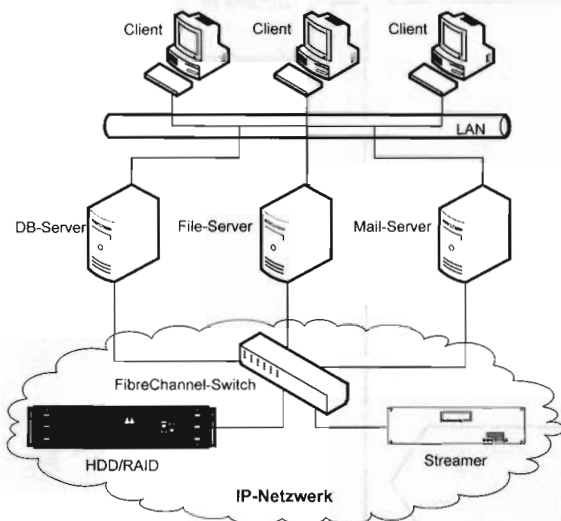 Client
Client
Client
LAN
DB-Server
File-Server
Mail-Server
FibreChannel-Switch
HDD/RAID
Streamer
IP-Netzwerk